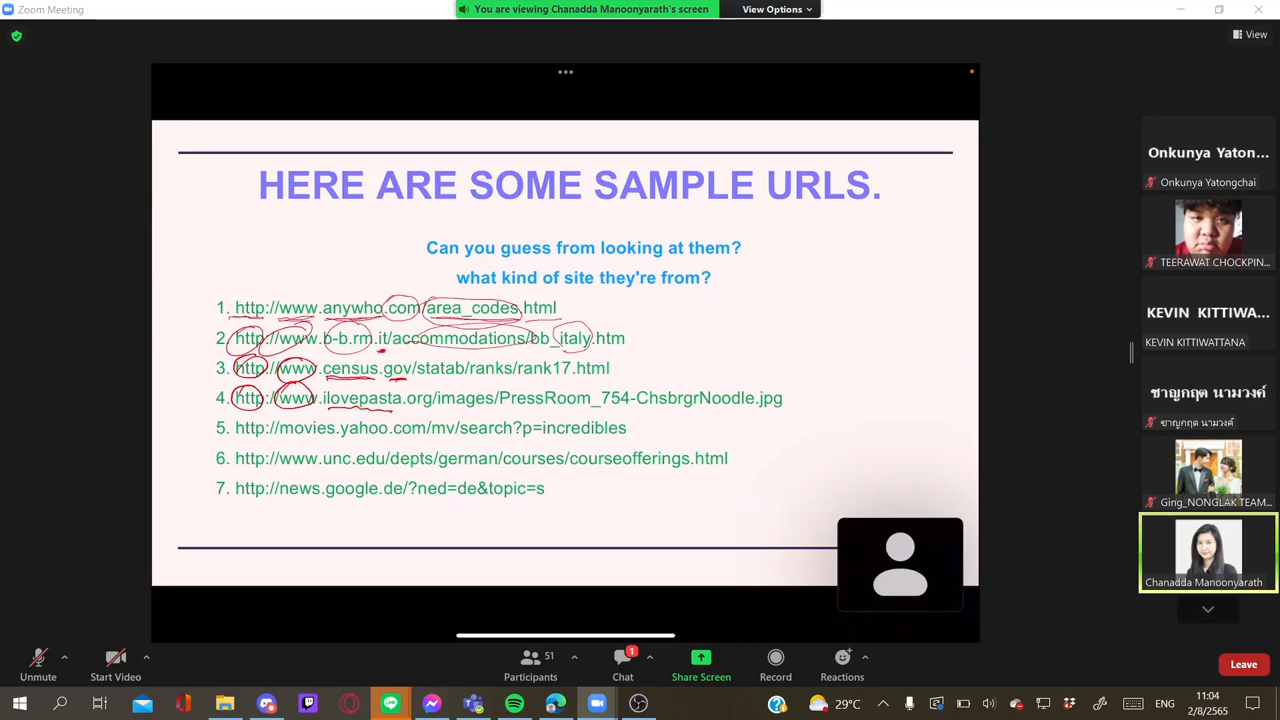 Zoom Meeting
You are viewing Chanadda Manoonyarath's screen
View Options
View
HERE ARE SOME SAMPLE URLS.
Can you guess from looking at them?
what kind of site they're from?
1. http://www.anywho.com/area_codes.html
2. http://www.b-b.rm.it/accommodations/bb_italy.htm
3. http://www.census.gov/statab/ranks/rank17.html
4. http://www.ilovepasta.org/images/PressRoom_754-ChsbrgrNoodle.jpg
5. http://movies.yahoo.com/mv/search?p=incredibles
6. http://www.unc.edu/depts/german/courses/courseofferings.html
7. http://news.google.de/?ned=de&topic=s
Onkunya Yaton...
Onkunya Yatongchai
TEERAWAT CHOCKPIN...
KEVIN KITTIWA...
KEVIN KITTIWATTANA
ชาญกฤต นามวงค์
ชาญกฤต นามวงค์
Ging_NONGLAK TEAM...
Chanadda Manoonyarath
Unmute
Start Video
51
Participants
1
Chat
Share Screen
Record
Reactions
Leave
29°C
11:04
2/8/2565